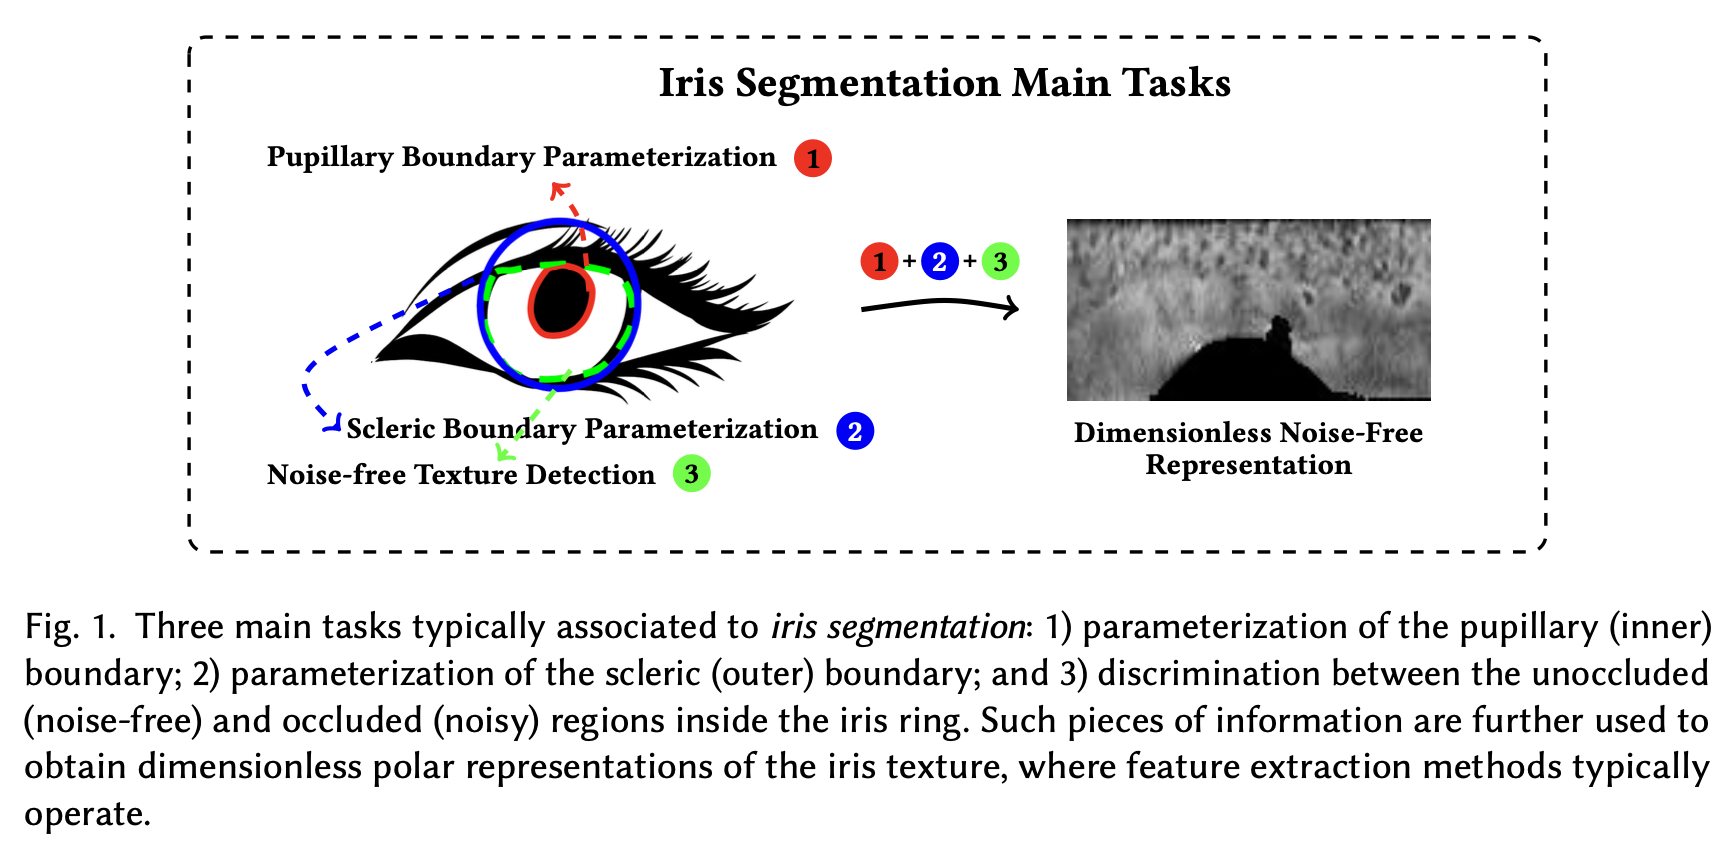 Iris Segmentation Main Tasks
Pupillary Boundary Parameterization 1
1 + 2 + 3
Scleric Boundary Parameterization 2
Noise-free Texture Detection 3
Dimensionless Noise-Free
Representation
Fig. 1. Three main tasks typically associated to iris segmentation: 1) parameterization of the pupillary (inner)
boundary; 2) parameterization of the scleric (outer) boundary; and 3) discrimination between the unoccluded
(noise-free) and occluded (noisy) regions inside the iris ring. Such pieces of information are further used to
obtain dimensionless polar representations of the iris texture, where feature extraction methods typically
operate.